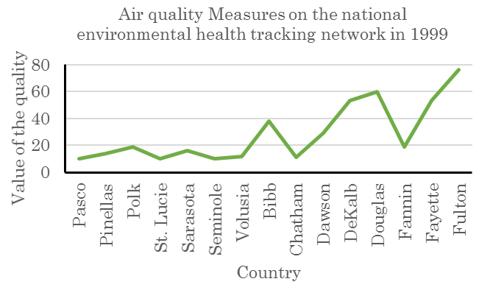 Air quality Measures on the national
environmental health tracking network in 1999
Value of the quality
80
60
40
20
0
Pasco
Pinellas
Polk
St. Lucie
Sarasota
Seminole
Volusia
Bibb
Chatham
Dawson
DeKalb
Douglas
Fannin
Fayette
Fulton
Country